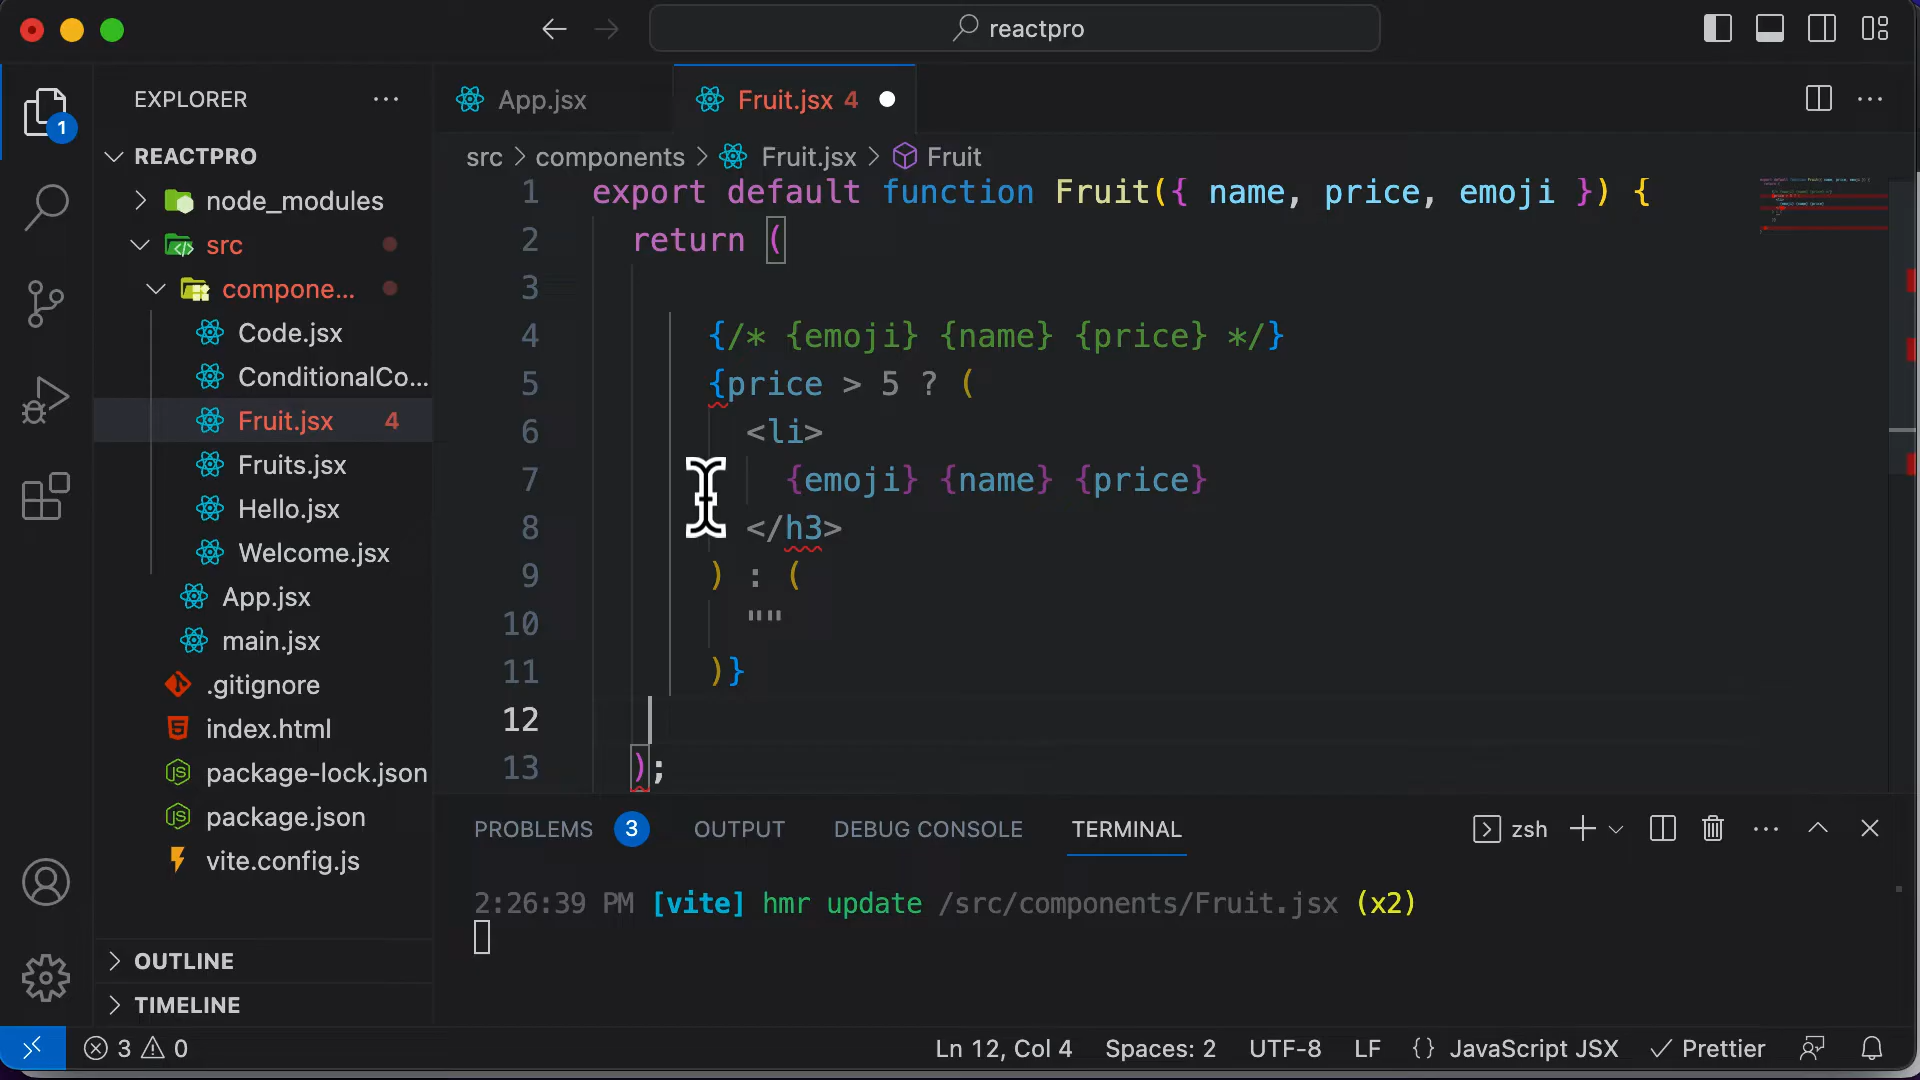 reactpro
EXPLORER
1
REACTPRO
node_modules
src
compone...
Code.jsx
ConditionalCo...
Fruit.jsx 4
Fruits.jsx
Hello.jsx
Welcome.jsx
App.jsx
main.jsx
.gitignore
index.html
package-lock.json
package.json
vite.config.js
OUTLINE
TIMELINE
App.jsx
Fruit.jsx 4
src > components > Fruit.jsx > Fruit
1 export default function Fruit({ name, price, emoji }) {
2 return (
3
4 {/* {emoji} {name} {price} */}
5 {price > 5 ? (
6 <li>
7 {emoji} {name} {price}
8 </h3>
9 ) : (
10 ""
11 )}
12
13 );
PROBLEMS 3 OUTPUT DEBUG CONSOLE TERMINAL
zsh
2:26:39 PM [vite] hmr update /src/components/Fruit.jsx (x2)
3 0
Ln 12, Col 4 Spaces: 2 UTF-8 LF {} JavaScript JSX Prettier